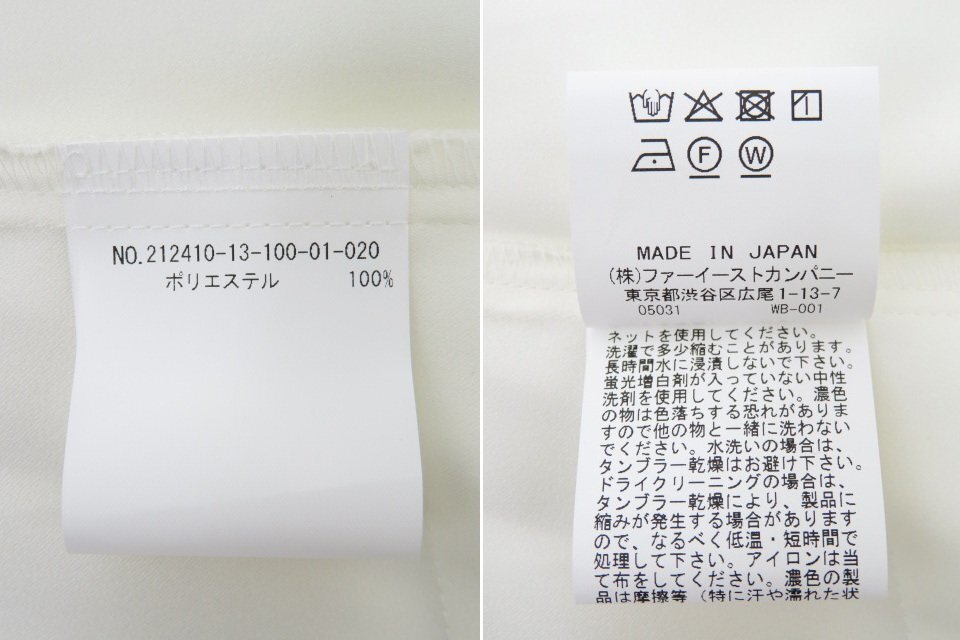 NO.212410-13-100-01-020
ポリエステル 100%
F W
MADE IN JAPAN
(株)ファーイーストカンパニー
東京都渋谷区広尾1-13-7
05031 WB-001
ネットを使用してください。
洗濯で多少縮むことがあります。
長時間水に浸漬しないで下さい。
蛍光増白剤が入っていない中性
洗剤を使用してください。濃色
の物は色落ちする恐れがありま
すので他の物と一緒に洗わない
でください。水洗いの場合は、
タンブラー乾燥はお避け下さい。
ドライクリーニングの場合は、
タンブラー乾燥により、製品に
縮みが発生する場合があります
ので、なるべく低温・短時間で
処理して下さい。アイロンは当
て布をしてください。濃色の製
品は摩擦等(特に汗や濡れた状